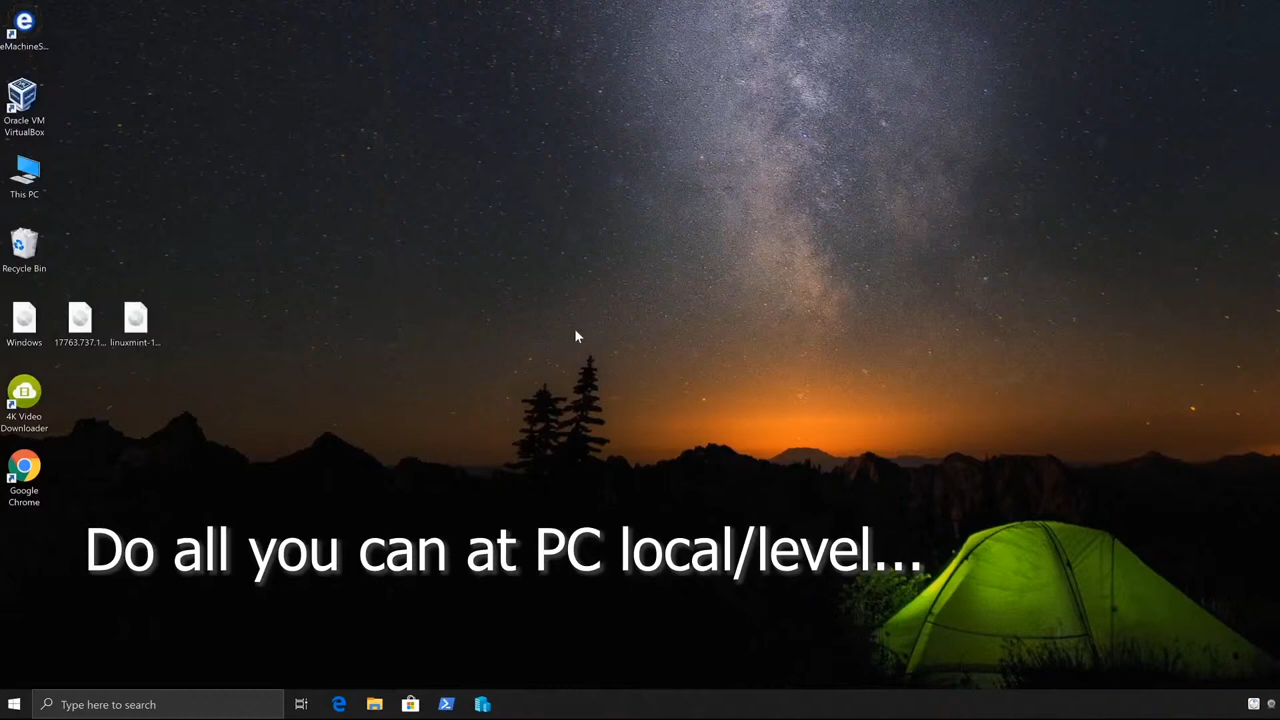 eMachineS...
Oracle VM
VirtualBox
This PC
Recycle Bin
Windows
17763.737.1...
linuxmint-1...
4K Video
Downloader
Google
Chrome
Do all you can at PC local/level...
Type here to search